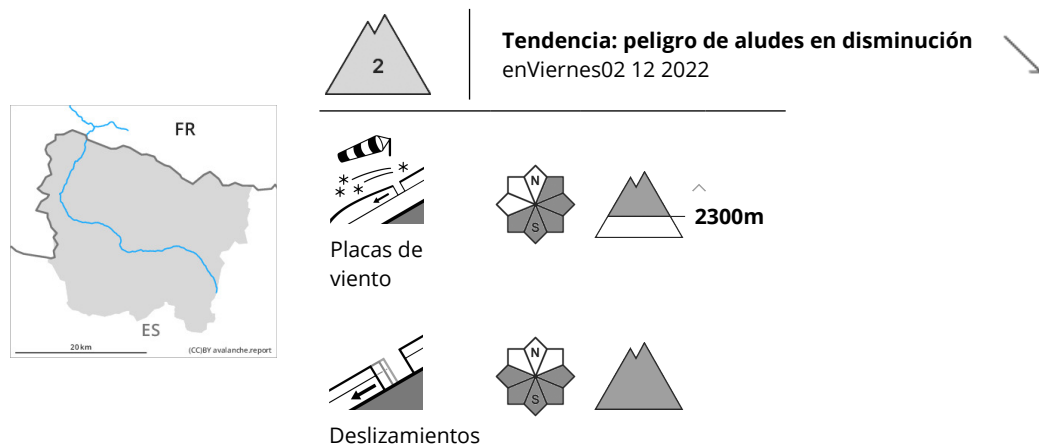 2
Tendencia: peligro de aludes en disminución
enViernes02 12 2022
FR
ES
20 km
(CC)BY avalanche.report
N
S
2300m
Placas de
viento
N
S
Deslizamientos